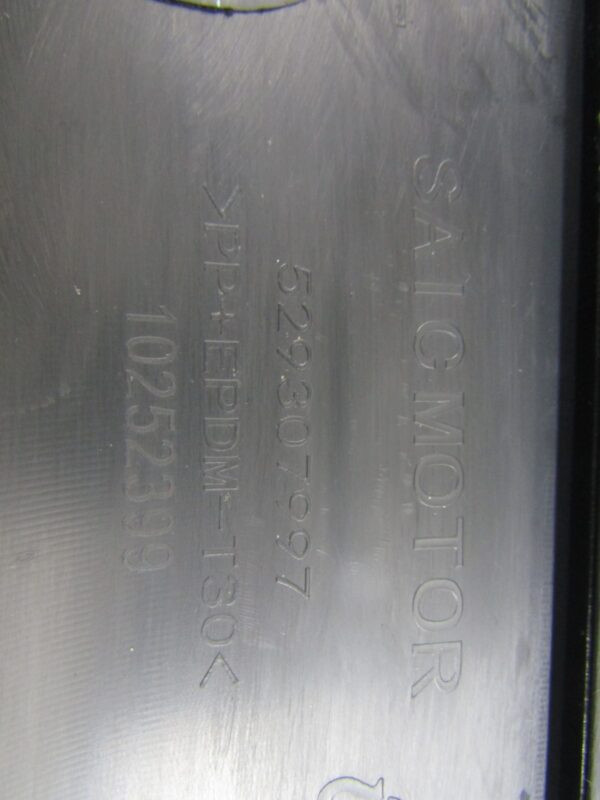 SAIC MOTOR
529307997
>PP+EPDM-T30<
10252399